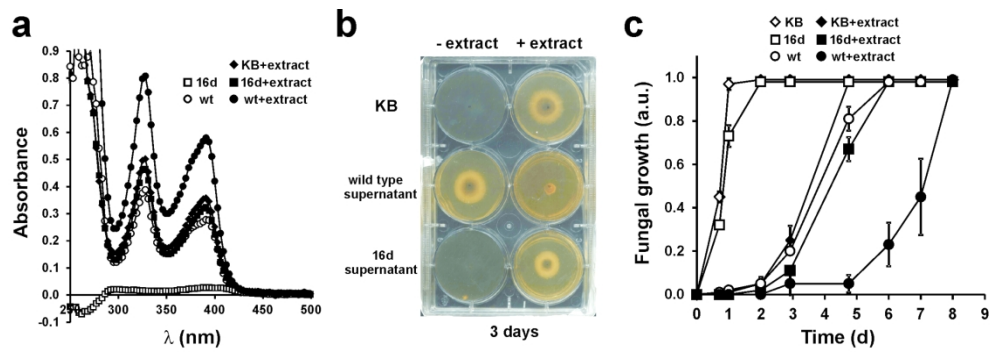 a
KB+extract
16d
16d+extract
wt
wt+extract
Absorbance
0.9
0.8
0.7
0.6
0.5
0.4
0.3
0.2
0.1
0.0
-0.1
250 300 350 400 450 500
λ (nm)
b
- extract + extract
KB
wild type
supernatant
16d
supernatant
3 days
c
KB KB+extract
16d 16d+extract
wt wt+extract
Fungal growth (a.u.)
1.0
0.8
0.6
0.4
0.2
0.0
0 1 2 3 4 5 6 7 8 9
Time (d)